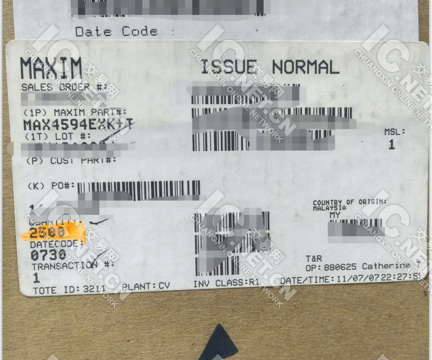 Date Code :
MAXIM ISSUE NORMAL
SALES ORDER #:
(1P) MAXIM PART#:
MAX4594EXK+T
(1T) LOT #:
MSL:
1
(P) CUST PART#:
(K) PO#:
COUNTRY OF ORIGIN:
MALAYSIA
MY
QUANTITY:
2500
DATECODE:
0730
TRANSACTION #:
1
T&R
OP: 880625 Catherine T
TOTE ID: 3211 PLANT:CV INV CLASS:R1 DATE/TIME:11/07/07 22:27:5